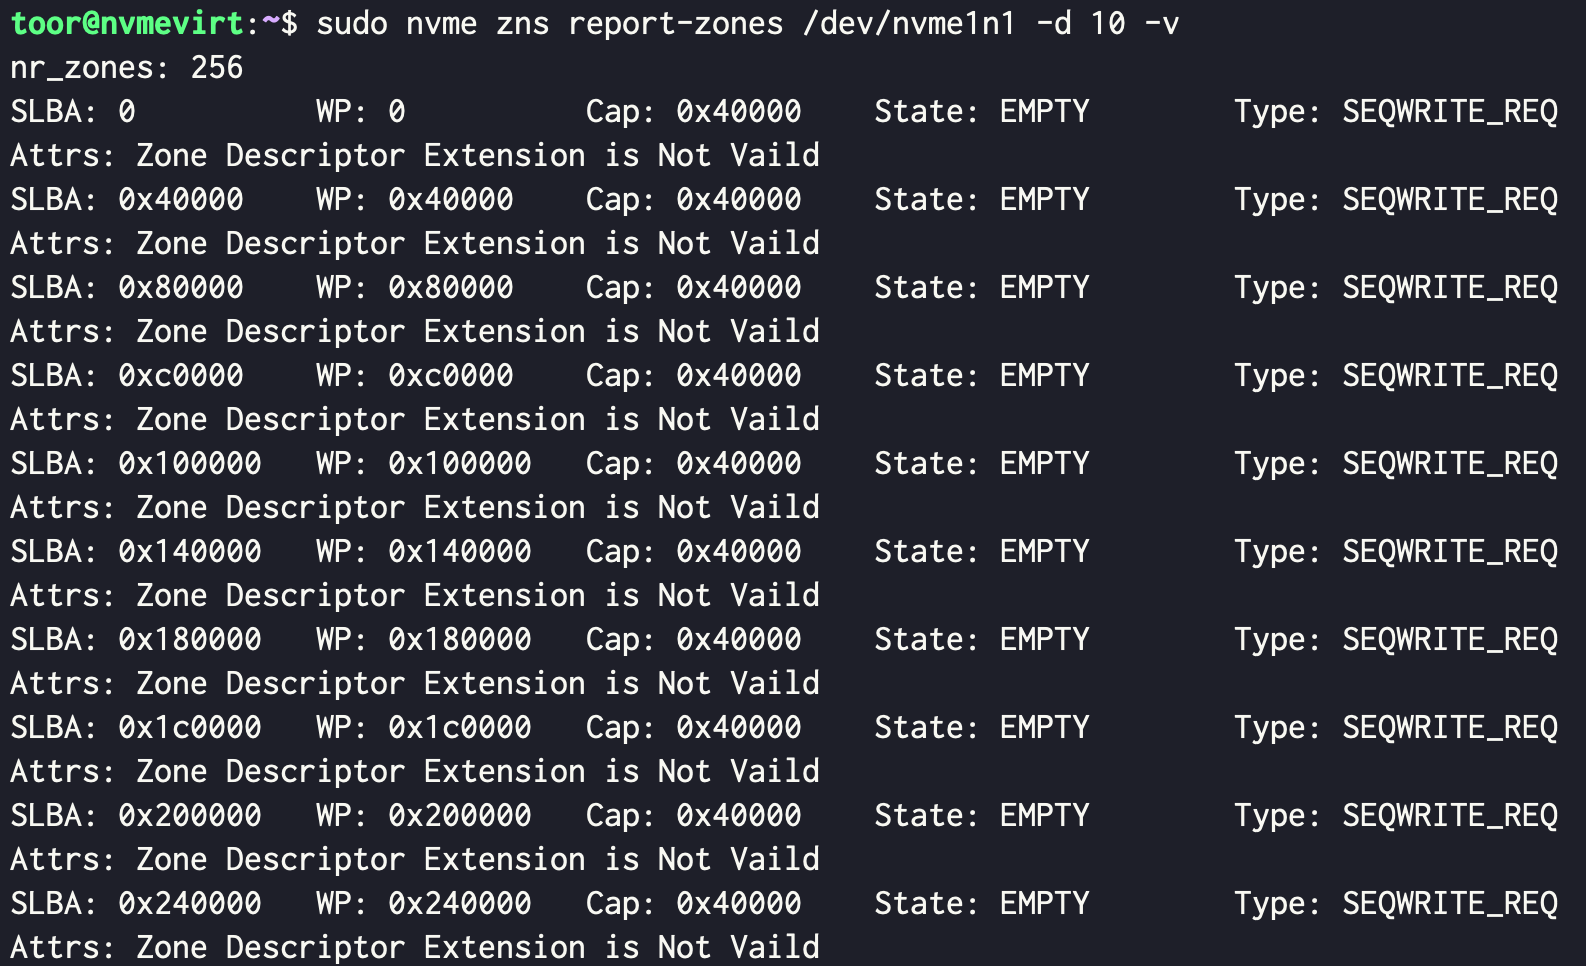 toor@nvmevirt:~$ sudo nvme zns report-zones /dev/nvme1n1 -d 10 -v
nr_zones: 256
SLBA: 0          WP: 0          Cap: 0x40000    State: EMPTY        Type: SEQWRITE_REQ
Attrs: Zone Descriptor Extension is Not Vaild
SLBA: 0x40000    WP: 0x40000    Cap: 0x40000    State: EMPTY        Type: SEQWRITE_REQ
Attrs: Zone Descriptor Extension is Not Vaild
SLBA: 0x80000    WP: 0x80000    Cap: 0x40000    State: EMPTY        Type: SEQWRITE_REQ
Attrs: Zone Descriptor Extension is Not Vaild
SLBA: 0xc0000    WP: 0xc0000    Cap: 0x40000    State: EMPTY        Type: SEQWRITE_REQ
Attrs: Zone Descriptor Extension is Not Vaild
SLBA: 0x100000   WP: 0x100000   Cap: 0x40000    State: EMPTY        Type: SEQWRITE_REQ
Attrs: Zone Descriptor Extension is Not Vaild
SLBA: 0x140000   WP: 0x140000   Cap: 0x40000    State: EMPTY        Type: SEQWRITE_REQ
Attrs: Zone Descriptor Extension is Not Vaild
SLBA: 0x180000   WP: 0x180000   Cap: 0x40000    State: EMPTY        Type: SEQWRITE_REQ
Attrs: Zone Descriptor Extension is Not Vaild
SLBA: 0x1c0000   WP: 0x1c0000   Cap: 0x40000    State: EMPTY        Type: SEQWRITE_REQ
Attrs: Zone Descriptor Extension is Not Vaild
SLBA: 0x200000   WP: 0x200000   Cap: 0x40000    State: EMPTY        Type: SEQWRITE_REQ
Attrs: Zone Descriptor Extension is Not Vaild
SLBA: 0x240000   WP: 0x240000   Cap: 0x40000    State: EMPTY        Type: SEQWRITE_REQ
Attrs: Zone Descriptor Extension is Not Vaild